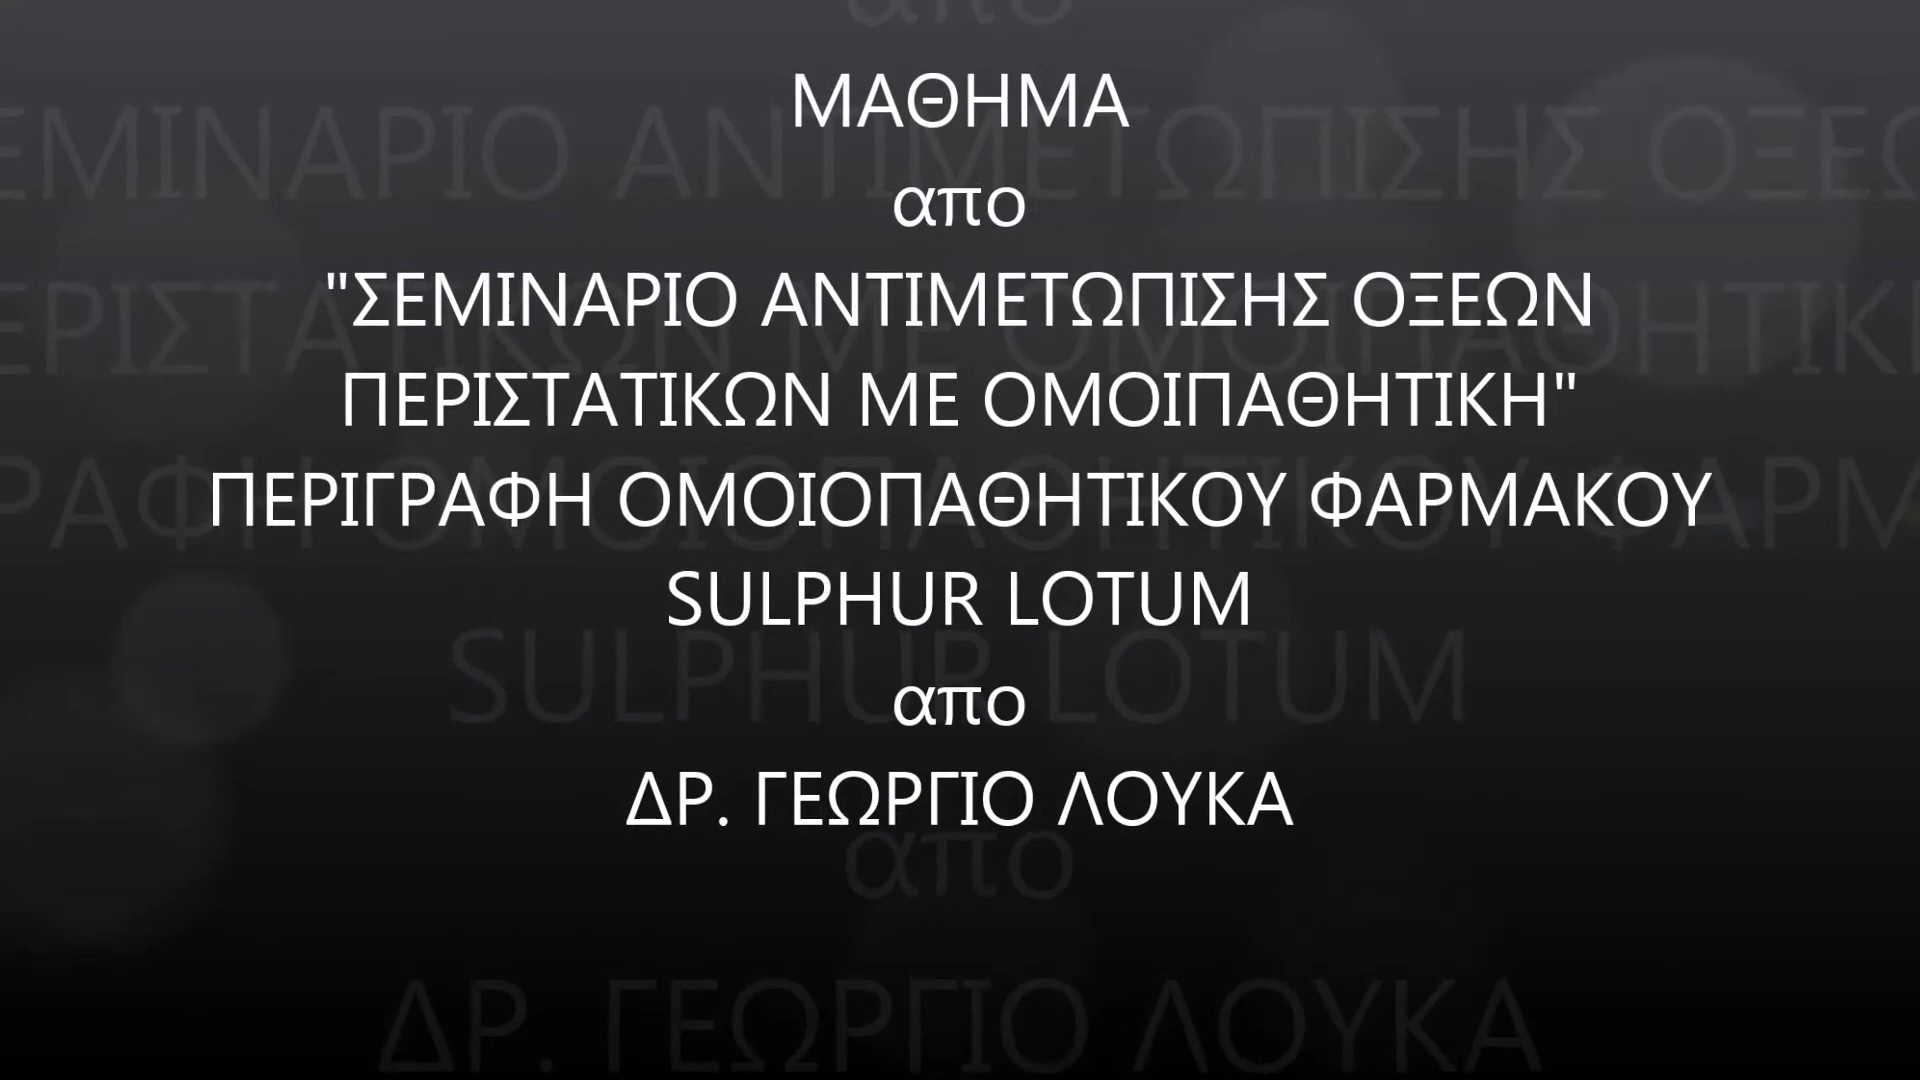 ΜΑΘΗΜΑ
απο
"ΣΕΜΙΝΑΡΙΟ ΑΝΤΙΜΕΤΩΠΙΣΗΣ ΟΞΕΩΝ
ΠΕΡΙΣΤΑΤΙΚΩΝ ΜΕ ΟΜΟΙΠΑΘΗΤΙΚΗ"
ΠΕΡΙΓΡΑΦΗ ΟΜΟΙΟΠΑΘΗΤΙΚΟΥ ΦΑΡΜΑΚΟΥ
SULPHUR LOTUM
απο
ΔΡ. ΓΕΩΡΓΙΟ ΛΟΥΚΑ